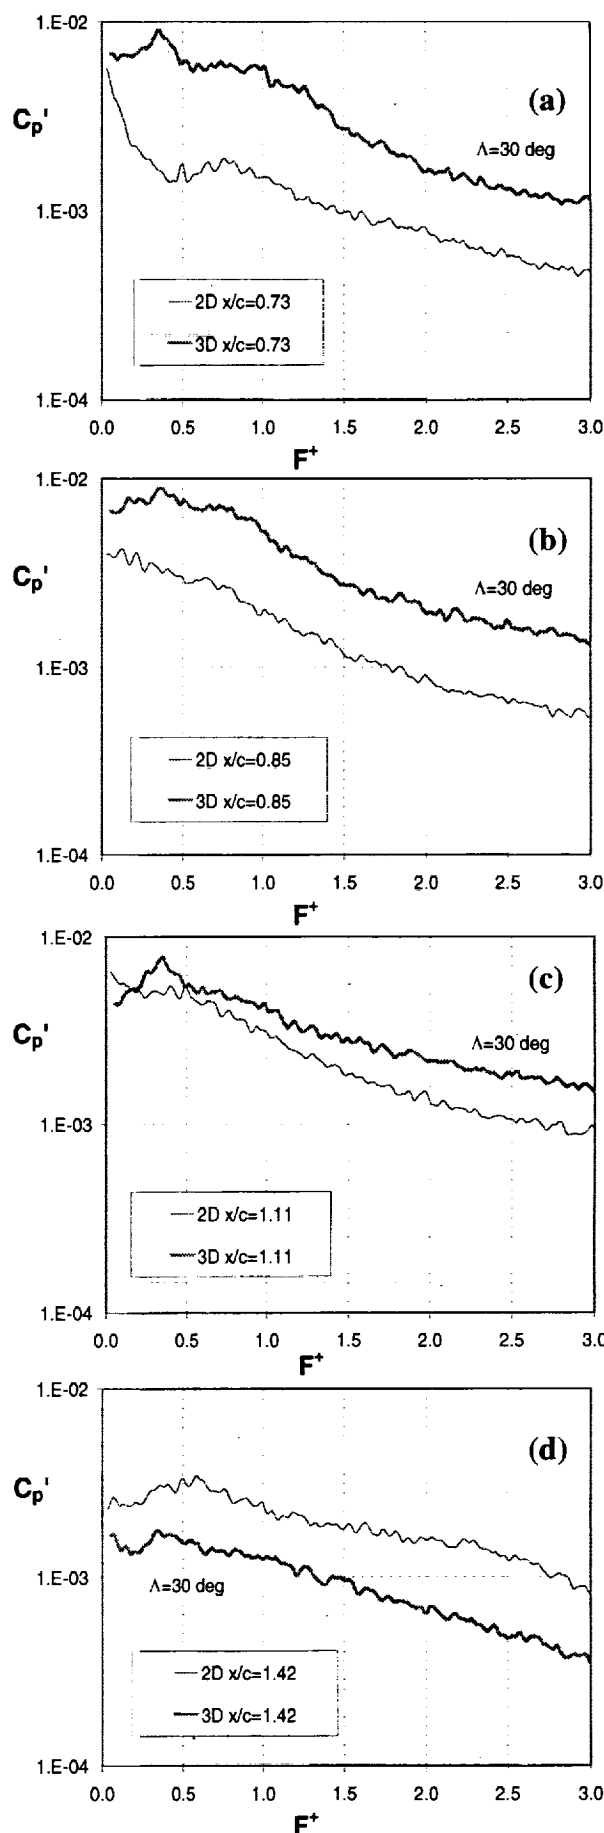 1.E-02
(a)
Cp'
Λ=30 deg
1.E-03
2D x/c=0.73
3D x/c=0.73
1.E-04
0.0 0.5 1.0 1.5 2.0 2.5 3.0
F+
1.E-02
(b)
Cp'
Λ=30 deg
1.E-03
2D x/c=0.85
3D x/c=0.85
1.E-04
0.0 0.5 1.0 1.5 2.0 2.5 3.0
F+
1.E-02
(c)
Cp'
Λ=30 deg
1.E-03
2D x/c=1.11
3D x/c=1.11
1.E-04
0.0 0.5 1.0 1.5 2.0 2.5 3.0
F+
1.E-02
(d)
Cp'
1.E-03
Λ=30 deg
2D x/c=1.42
3D x/c=1.42
1.E-04
0.0 0.5 1.0 1.5 2.0 2.5 3.0
F+